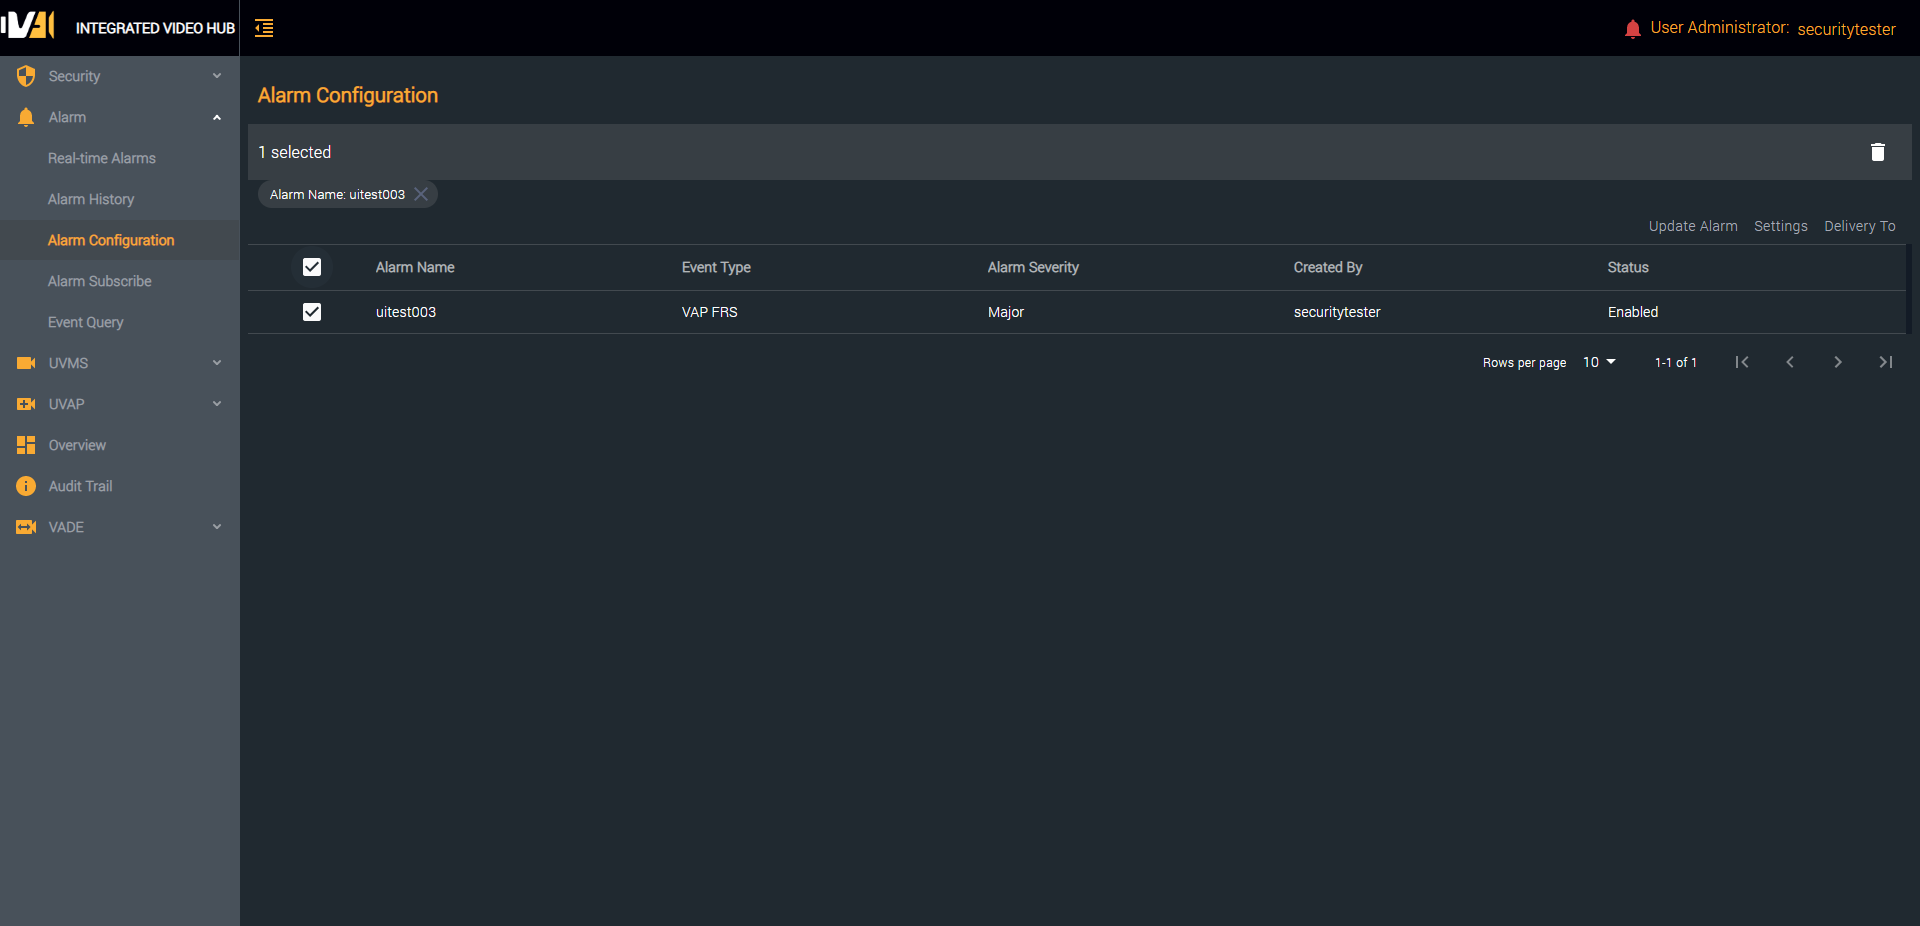 IVH INTEGRATED VIDEO HUB
User Administrator: securitytester
Security
Alarm
Real-time Alarms
Alarm History
Alarm Configuration
Alarm Subscribe
Event Query
UVMS
UVAP
Overview
Audit Trail
VADE
Alarm Configuration
1 selected
Alarm Name: uitest003
Update Alarm Settings Delivery To
Alarm Name Event Type Alarm Severity Created By Status
uitest003 VAP FRS Major securitytester Enabled
Rows per page 10 1-1 of 1